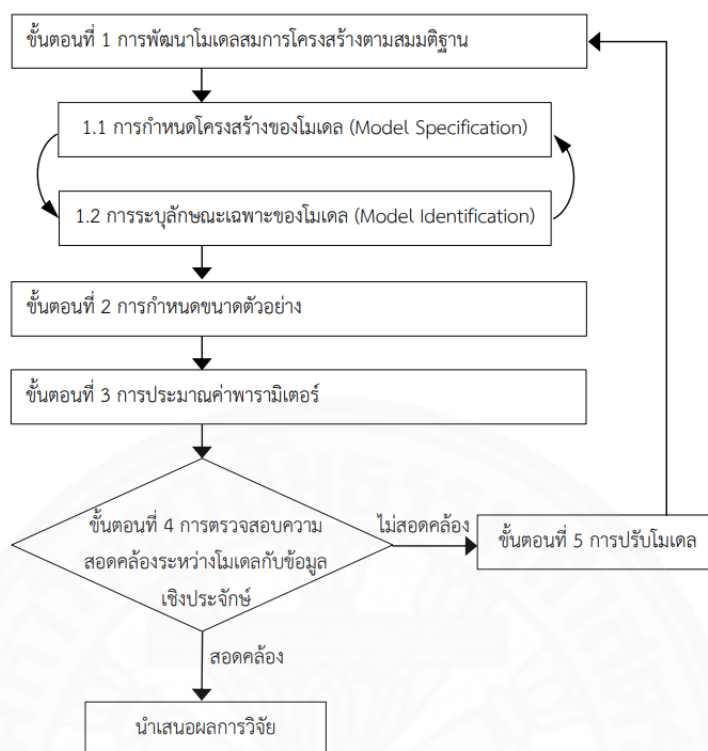 ขั้นตอนที่ 1 การพัฒนาโมเดลสมการโครงสร้างตามสมมติฐาน
1.1 การกำหนดโครงสร้างของโมเดล (Model Specification)
1.2 การระบุลักษณะเฉพาะของโมเดล (Model Identification)
ขั้นตอนที่ 2 การกำหนดขนาดตัวอย่าง
ขั้นตอนที่ 3 การประมาณค่าพารามิเตอร์
ขั้นตอนที่ 4 การตรวจสอบความ
สอดคล้องระหว่างโมเดลกับข้อมูล
เชิงประจักษ์
ไม่สอดคล้อง
ขั้นตอนที่ 5 การปรับโมเดล
สอดคล้อง
นำเสนอผลการวิจัย